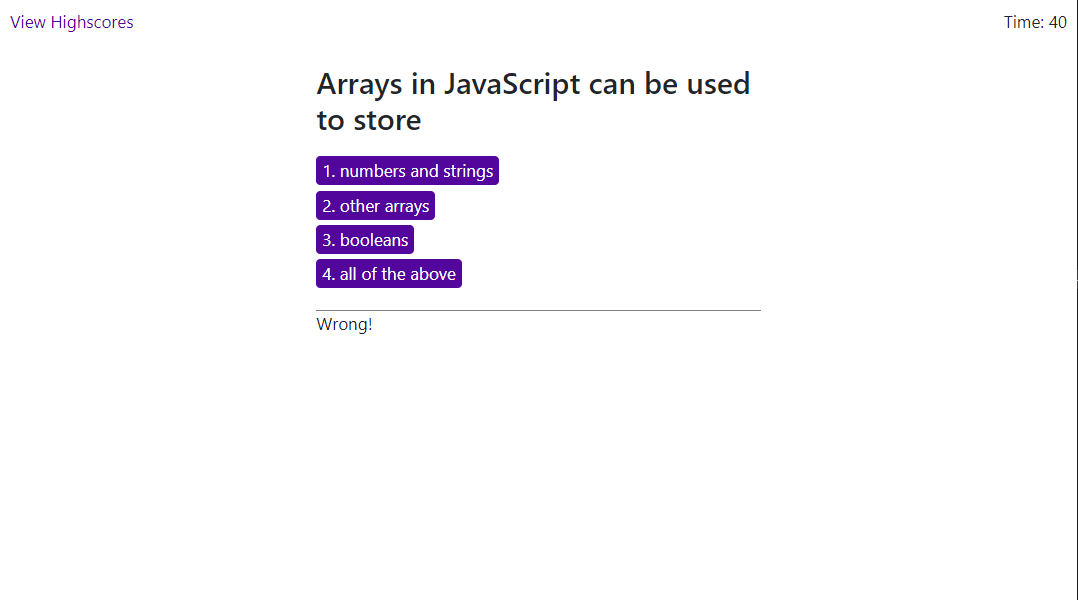 View Highscores
Time: 40
Arrays in JavaScript can be used
to store
1. numbers and strings
2. other arrays
3. booleans
4. all of the above
Wrong!